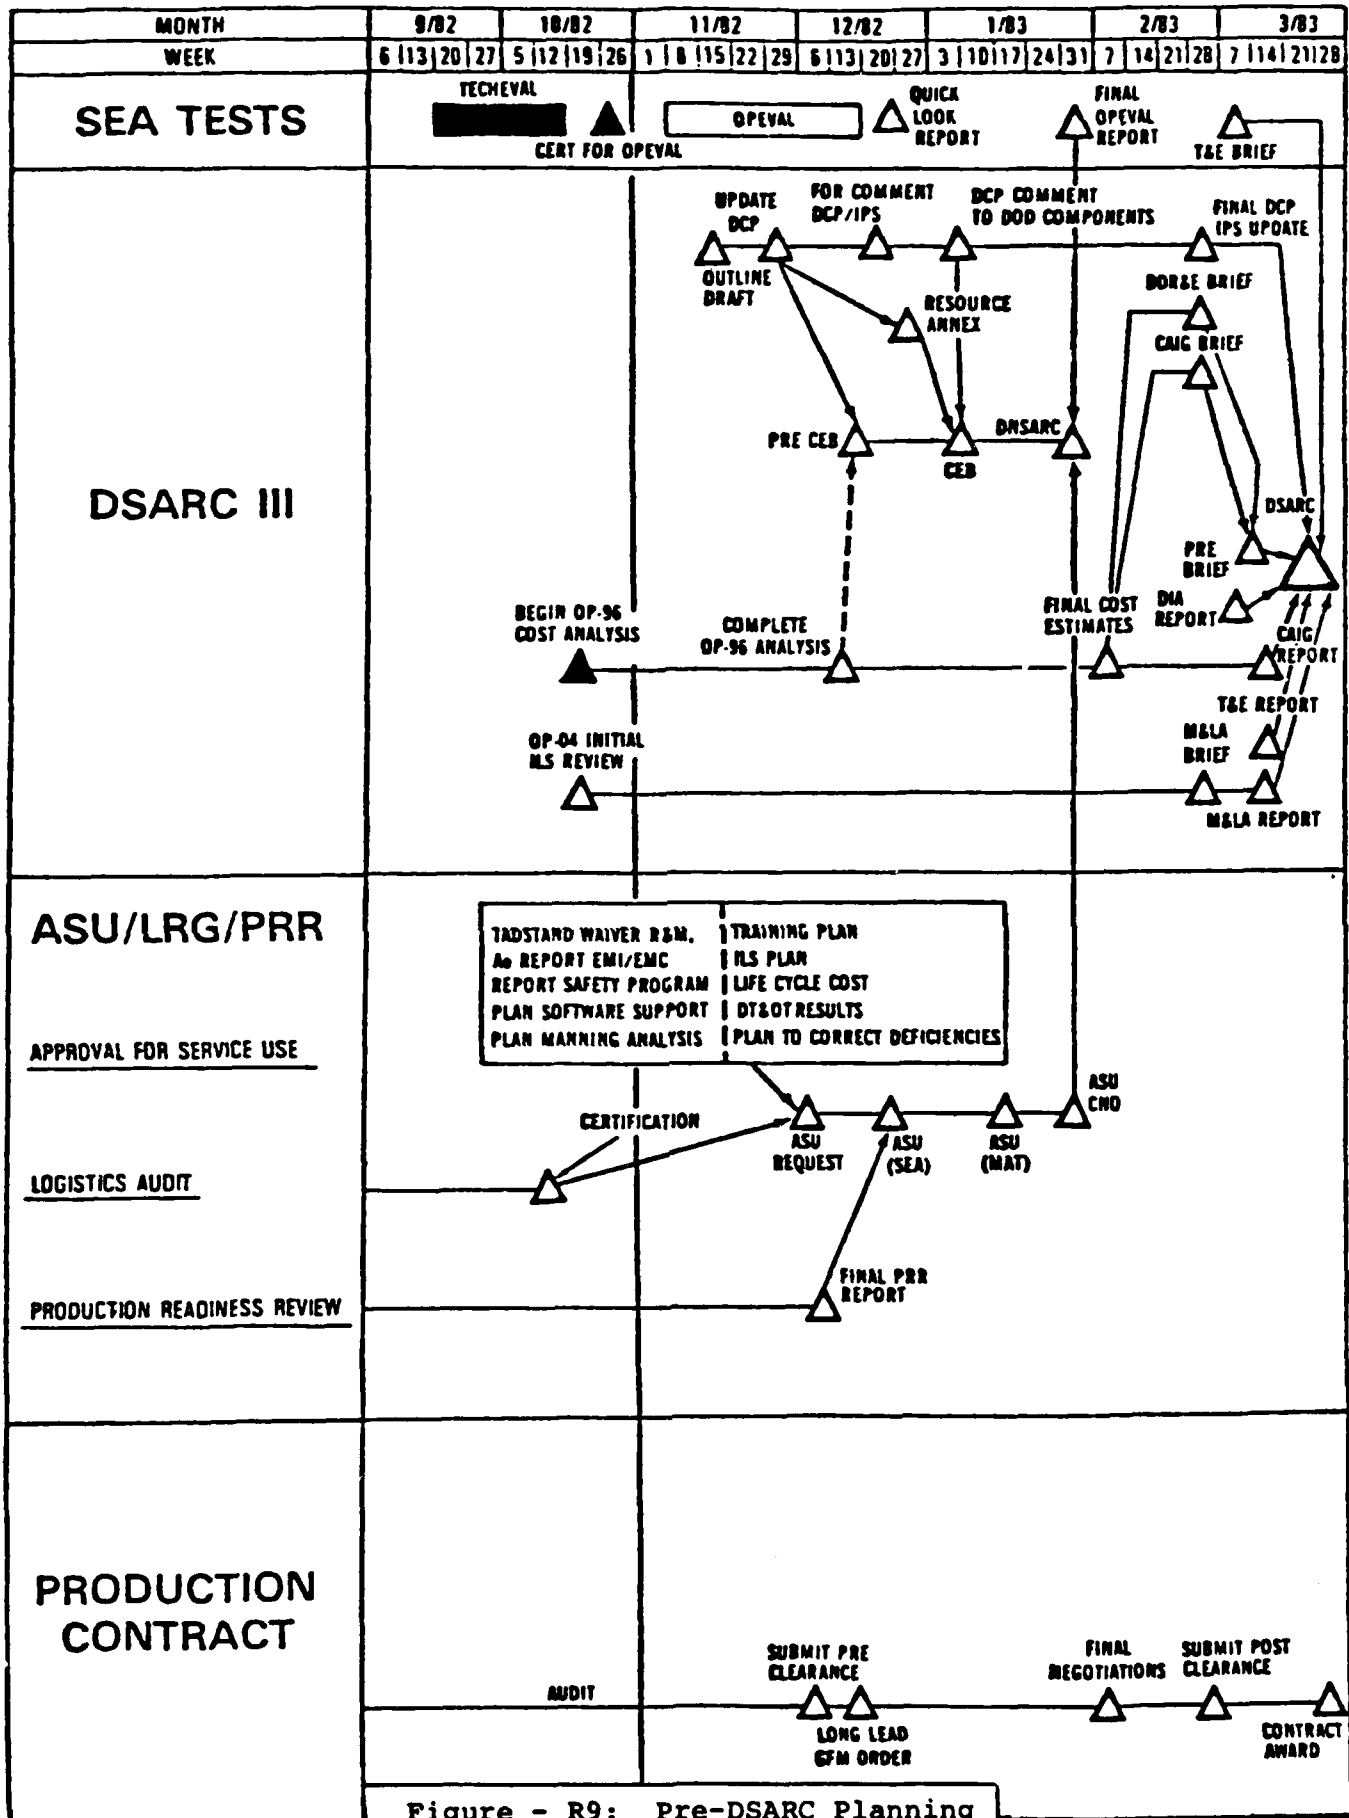 MONTH 9/82 10/82 11/82 12/82 1/83 2/83 3/83
WEEK 6 13 20 27 5 12 19 26 1 8 15 22 29 6 13 20 27 3 10 17 24 31 7 14 21 28 7 14 21 28
SEA TESTS
TECHEVAL
CERT FOR OPEVAL
OPEVAL
QUICK
LOOK
REPORT
FINAL
OPEVAL
REPORT
T&E BRIEF
DSARC III
UPDATE
DCP
OUTLINE
DRAFT
FOR COMMENT
DCP/IPS
DCP COMMENT
TO DOD COMPONENTS
FINAL DCP
IPS UPDATE
RESOURCE
ANNEX
BDR&E BRIEF
CAIG BRIEF
PRE CEB
CEB
DNSARC
DSARC
PRE
BRIEF
DIA
REPORT
BEGIN OP-96
COST ANALYSIS
COMPLETE
OP-96 ANALYSIS
FINAL COST
ESTIMATES
CAIG
REPORT
T&E REPORT
OP-04 INITIAL
ILS REVIEW
M&LA
BRIEF
M&LA REPORT
ASU/LRG/PRR
TADSTAND WAIVER R&M,
Ao REPORT EMI/EMC
REPORT SAFETY PROGRAM
PLAN SOFTWARE SUPPORT
PLAN MANNING ANALYSIS
TRAINING PLAN
ILS PLAN
LIFE CYCLE COST
DT&OT RESULTS
PLAN TO CORRECT DEFICIENCIES
APPROVAL FOR SERVICE USE
ASU
REQUEST
ASU
(SEA)
ASU
(MAT)
ASU
CNO
CERTIFICATION
LOGISTICS AUDIT
FINAL PRR
REPORT
PRODUCTION READINESS REVIEW
PRODUCTION
CONTRACT
AUDIT
SUBMIT PRE
CLEARANCE
LONG LEAD
GFM ORDER
FINAL
NEGOTIATIONS
SUBMIT POST
CLEARANCE
CONTRACT
AWARD
Figure - R9: Pre-DSARC Planning